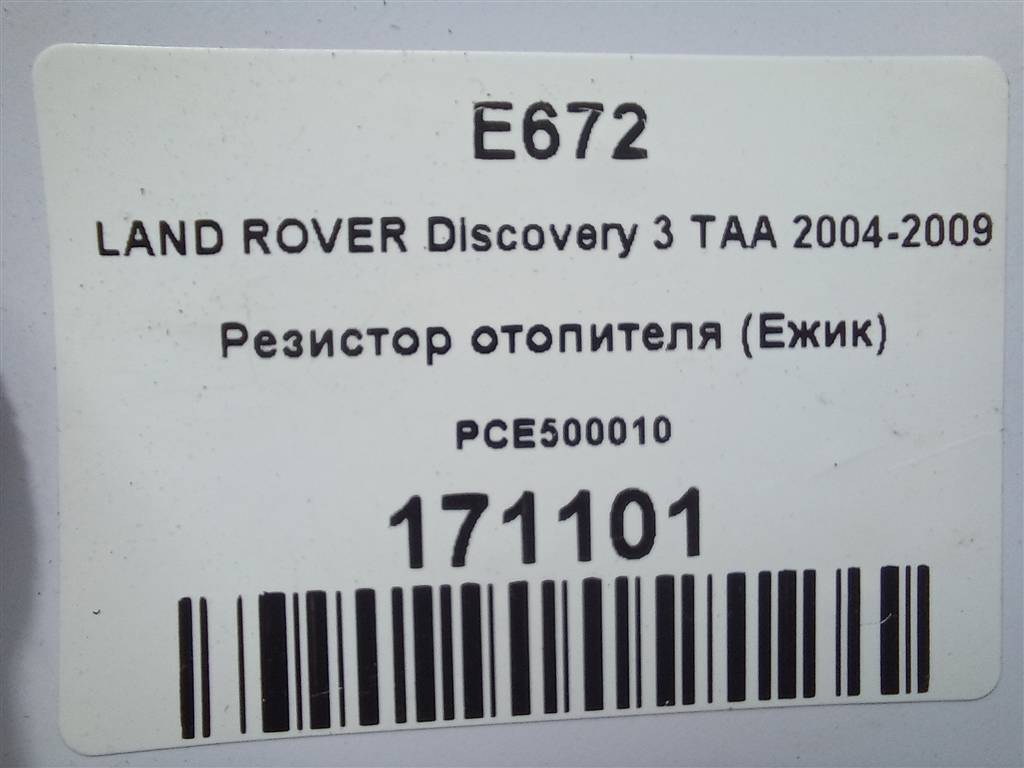 E672
LAND ROVER Discovery 3 TAA 2004-2009
Резистор отопителя (Ежик)
PCE500010
171101